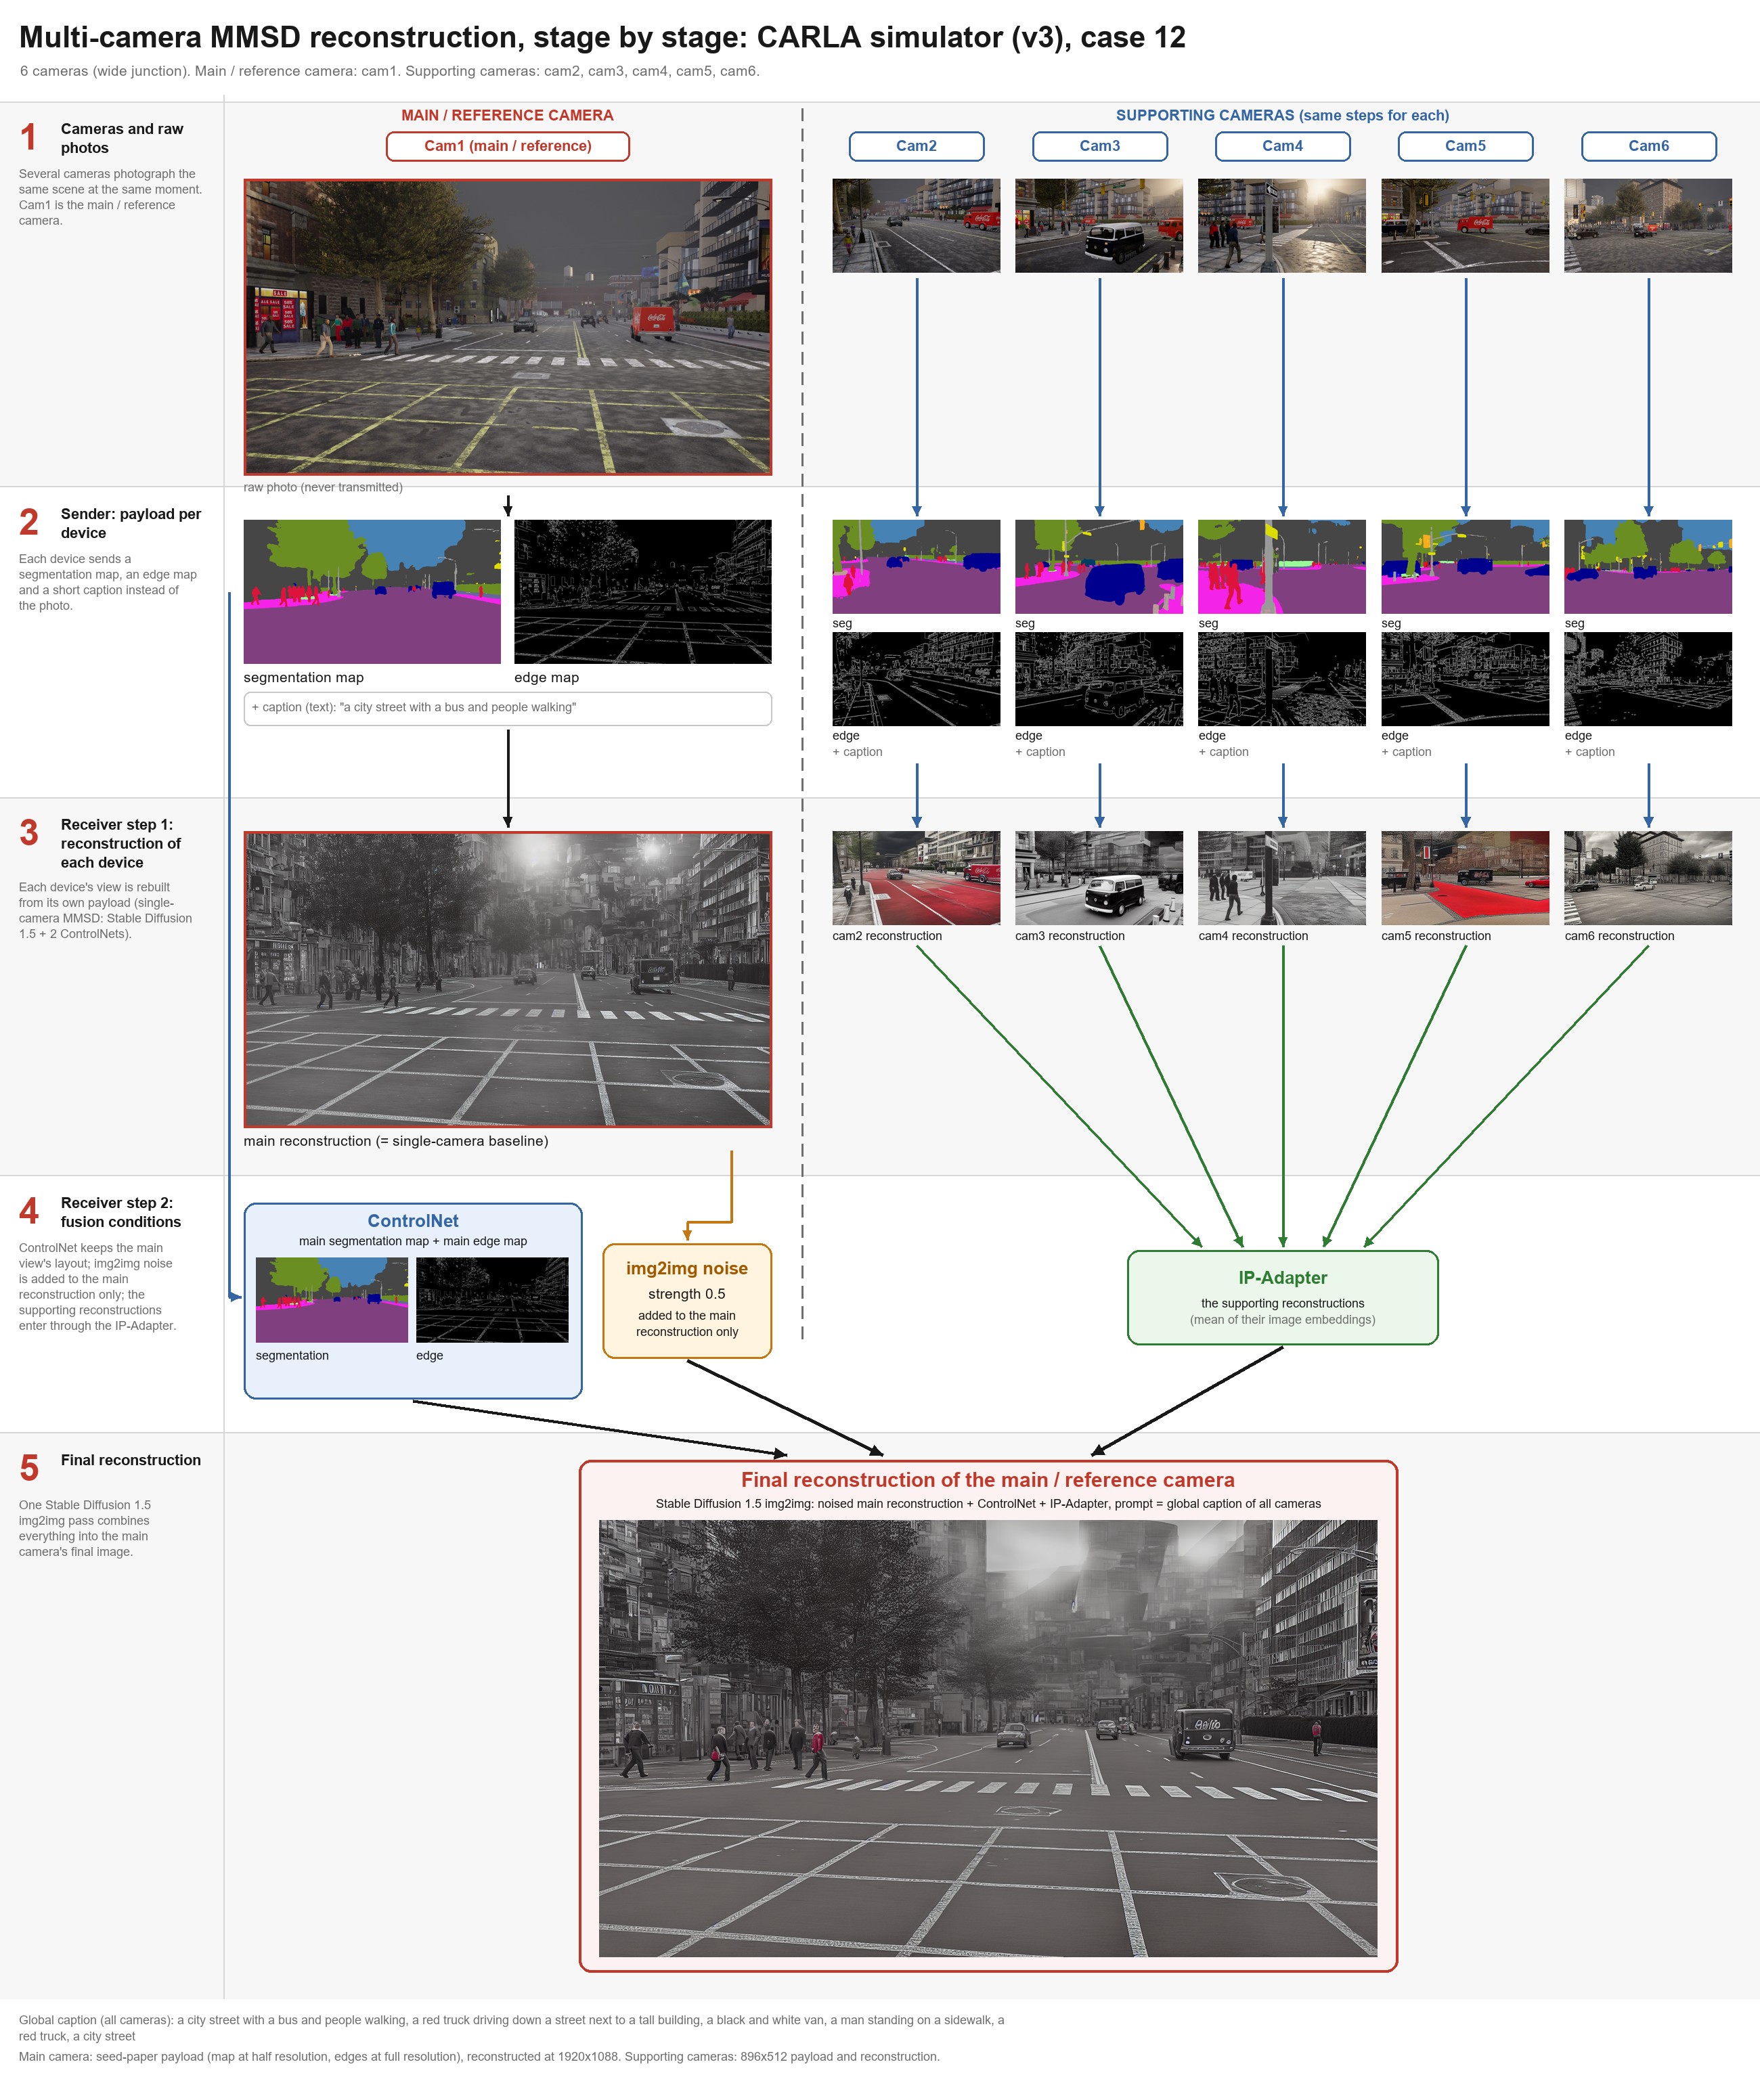 Multi-camera MMSD reconstruction, stage by stage: CARLA simulator (v3), case 12
6 cameras (wide junction). Main / reference camera: cam1. Supporting cameras: cam2, cam3, cam4, cam5, cam6.
1
Cameras and raw
photos
Several cameras photograph the
same scene at the same moment.
Cam1 is the main / reference
camera.
MAIN / REFERENCE CAMERA
Cam1 (main / reference)
SUPPORTING CAMERAS (same steps for each)
Cam2
Cam3
Cam4
Cam5
Cam6
SALE
raw photo (never transmitted)
2
Sender: payload per
device
Each device sends a
segmentation map, an edge map
and a short caption instead of
the photo.
segmentation map
edge map
+ caption (text): "a city street with a bus and people walking"
seg
seg
seg
seg
seg
edge
edge
edge
edge
edge
+ caption
+ caption
+ caption
+ caption
+ caption
3
Receiver step 1:
reconstruction of
each device
Each device's view is rebuilt
from its own payload (single-
camera MMSD: Stable Diffusion
1.5 + 2 ControlNets).
cam2 reconstruction
cam3 reconstruction
cam4 reconstruction
cam5 reconstruction
cam6 reconstruction
main reconstruction (= single-camera baseline)
4
Receiver step 2:
fusion conditions
ControlNet keeps the main
view's layout; img2img noise
is added to the main
reconstruction only; the
supporting reconstructions
enter through the IP-Adapter.
ControlNet
main segmentation map + main edge map
segmentation
edge
img2img noise
strength 0.5
added to the main
reconstruction only
IP-Adapter
the supporting reconstructions
(mean of their image embeddings)
5
Final reconstruction
One Stable Diffusion 1.5
img2img pass combines
everything into the main
camera's final image.
Final reconstruction of the main / reference camera
Stable Diffusion 1.5 img2img: noised main reconstruction + ControlNet + IP-Adapter, prompt = global caption of all cameras
Global caption (all cameras): a city street with a bus and people walking, a red truck driving down a street next to a tall building, a black and white van, a man standing on a sidewalk, a
red truck, a city street
Main camera: seed-paper payload (map at half resolution, edges at full resolution), reconstructed at 1920x1088. Supporting cameras: 896x512 payload and reconstruction.